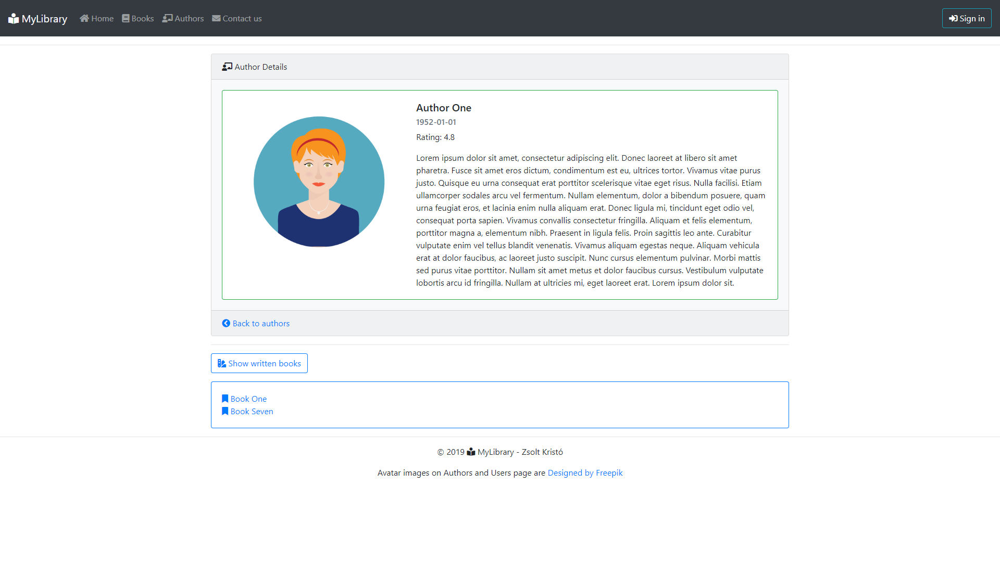 MyLibrary Home Books Authors Contact us Sign in
Author Details
Author One
1952-01-01
Rating: 4.8
Lorem ipsum dolor sit amet, consectetur adipiscing elit. Donec laoreet at libero sit amet
pharetra. Fusce sit amet eros dictum, condimentum est eu, ultrices tortor. Vivamus vitae purus
justo. Quisque eu urna consequat erat porttitor scelerisque vitae eget risus. Nulla facilisi. Etiam
ullamcorper sodales arcu vel fermentum. Nullam elementum, dolor a bibendum posuere, quam
urna feugiat eros, et lacinia enim nulla aliquam erat. Donec ligula mi, tincidunt eget odio vel,
consequat porta sapien. Vivamus convallis consectetur fringilla. Aliquam et felis elementum,
porttitor magna a, elementum nibh. Praesent in ligula felis. Proin sagittis leo ante. Curabitur
vulputate enim vel tellus blandit venenatis. Vivamus aliquam egestas neque. Aliquam vehicula
erat at dolor faucibus, ac laoreet justo suscipit. Nunc cursus elementum pulvinar. Morbi mattis
sed purus vitae porttitor. Nullam sit amet metus et dolor faucibus cursus. Vestibulum vulputate
lobortis arcu id fringilla. Nullam at ultricies mi, eget laoreet erat. Lorem ipsum dolor sit.
Back to authors
Show written books
Book One
Book Seven
© 2019 MyLibrary - Zsolt Kristó
Avatar images on Authors and Users page are Designed by Freepik